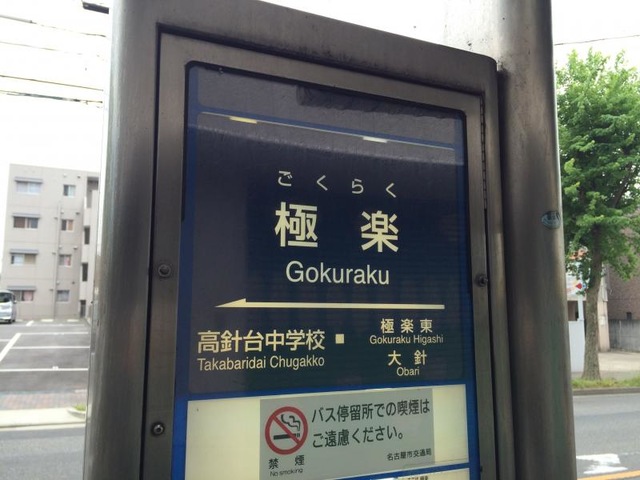 ごくらく
極楽
Gokuraku
高針台中学校
Takabaridai Chugakko
極楽東
Gokuraku Higashi
大針
Obari
バス停留所での喫煙は
ご遠慮ください。
禁煙
No smoking
名古屋市交通局